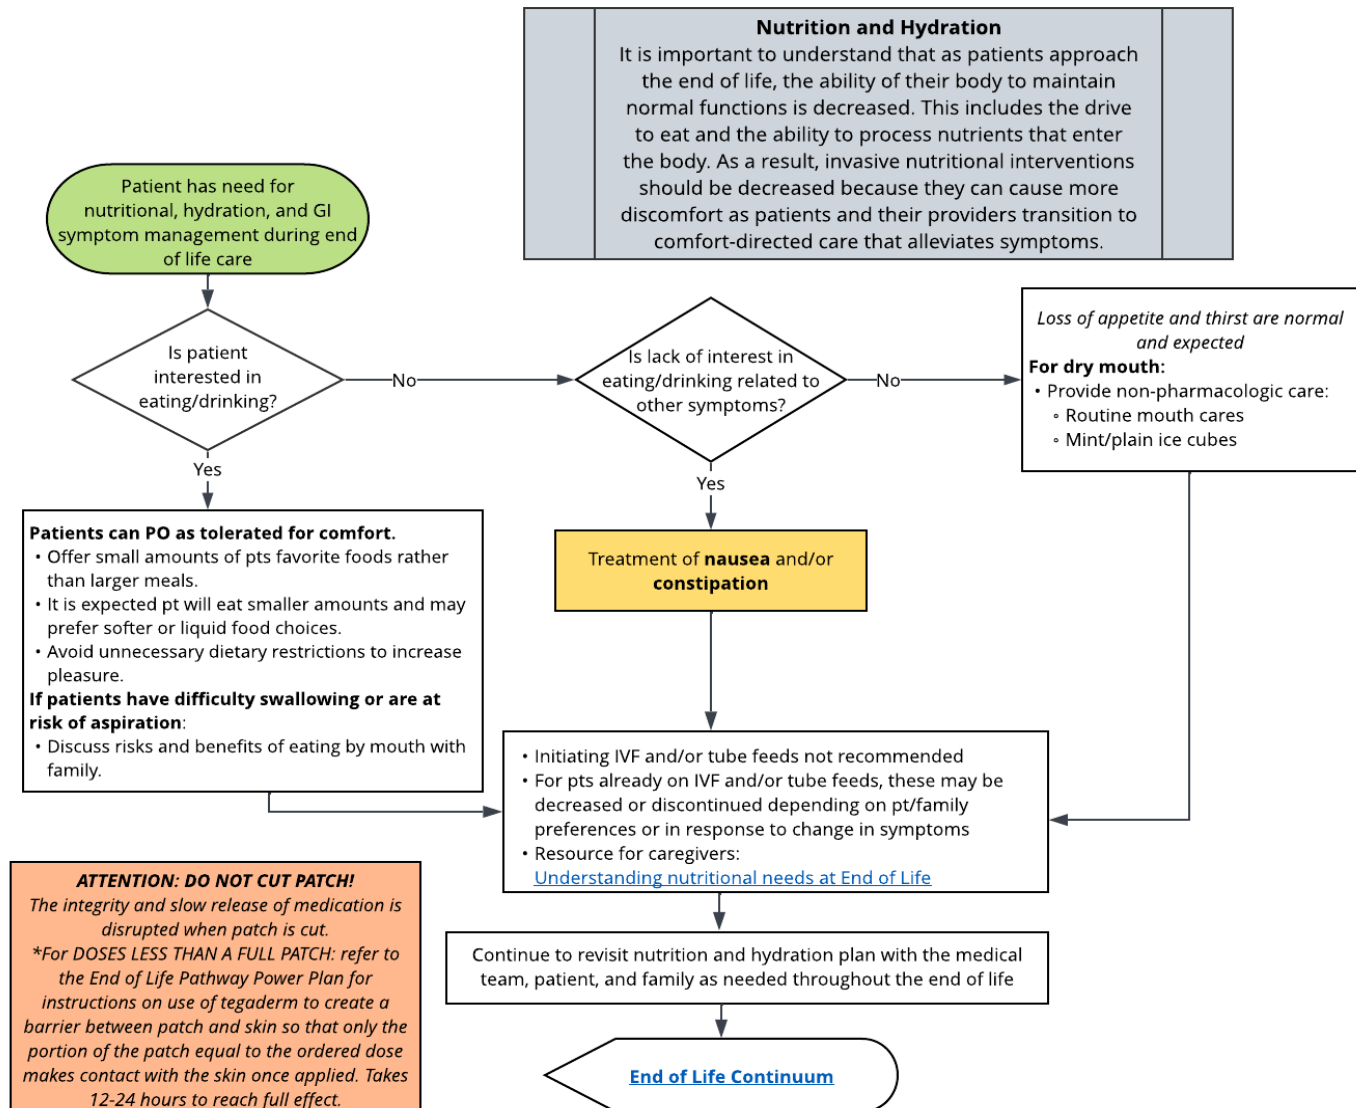 Nutrition and Hydration
It is important to understand that as patients approach
the end of life, the ability of their body to maintain
normal functions is decreased. This includes the drive
to eat and the ability to process nutrients that enter
the body. As a result, invasive nutritional interventions
should be decreased because they can cause more
discomfort as patients and their providers transition to
comfort-directed care that alleviates symptoms.
Patient has need for
nutritional, hydration, and GI
symptom management during end
of life care
Is patient
interested in
eating/drinking?
No
Is lack of interest in
eating/drinking related to
other symptoms?
No
Loss of appetite and thirst are normal
and expected
For dry mouth:
• Provide non-pharmacologic care:
◦ Routine mouth cares
◦ Mint/plain ice cubes
Yes
Yes
Patients can PO as tolerated for comfort.
• Offer small amounts of pts favorite foods rather
than larger meals.
• It is expected pt will eat smaller amounts and may
prefer softer or liquid food choices.
• Avoid unnecessary dietary restrictions to increase
pleasure.
If patients have difficulty swallowing or are at
risk of aspiration:
• Discuss risks and benefits of eating by mouth with
family.
Treatment of nausea and/or
constipation
• Initiating IVF and/or tube feeds not recommended
• For pts already on IVF and/or tube feeds, these may be
decreased or discontinued depending on pt/family
preferences or in response to change in symptoms
• Resource for caregivers:
Understanding nutritional needs at End of Life
ATTENTION: DO NOT CUT PATCH!
The integrity and slow release of medication is
disrupted when patch is cut.
*For DOSES LESS THAN A FULL PATCH: refer to
the End of Life Pathway Power Plan for
instructions on use of tegaderm to create a
barrier between patch and skin so that only the
portion of the patch equal to the ordered dose
makes contact with the skin once applied. Takes
12-24 hours to reach full effect.
Continue to revisit nutrition and hydration plan with the medical
team, patient, and family as needed throughout the end of life
End of Life Continuum